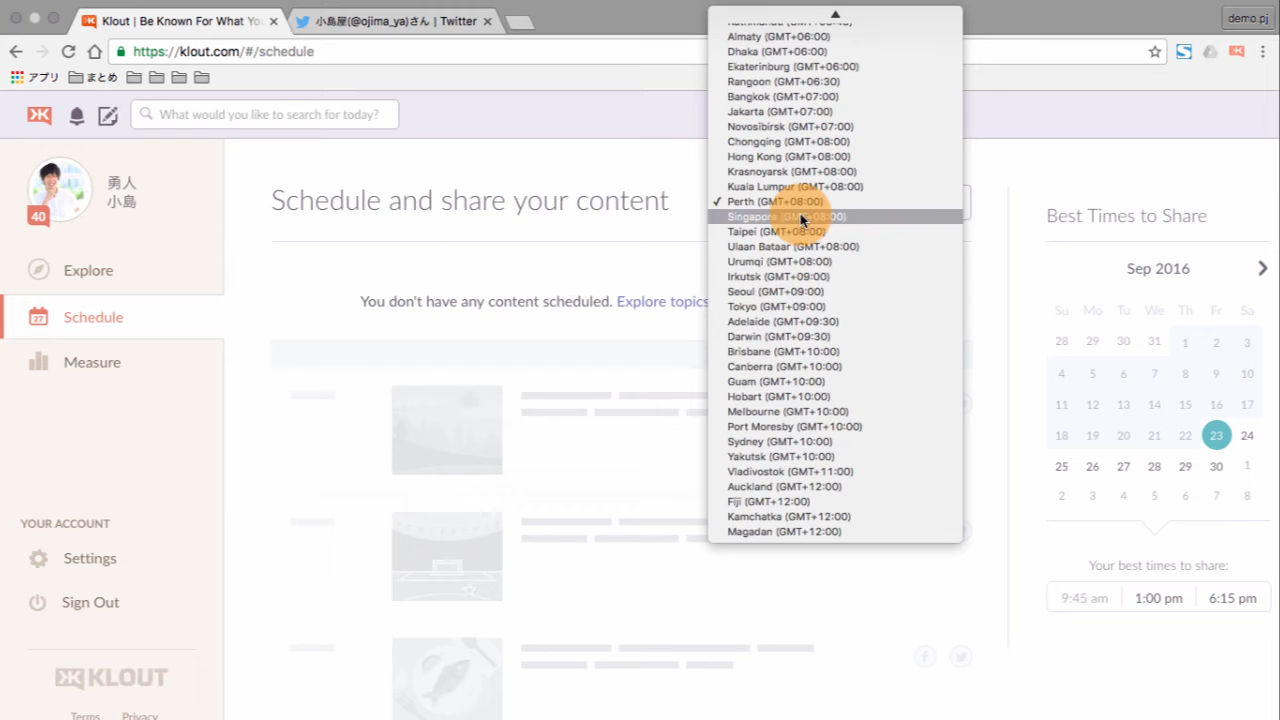 Klout | Be Known For What Yo
小島屋(@ojima_ya)さん | Twitter
demo.pj
https://klout.com/#/schedule
アプリ
まとめ
What would you like to search for today?
勇人
小島
40
Explore
27
Schedule
Measure
YOUR ACCOUNT
Settings
Sign Out
KLOUT
Terms Privacy
Schedule and share your content
You don't have any content scheduled. Explore topics
Almaty (GMT+06:00)
Dhaka (GMT+06:00)
Ekaterinburg (GMT+06:00)
Rangoon (GMT+06:30)
Bangkok (GMT+07:00)
Jakarta (GMT+07:00)
Novosibirsk (GMT+07:00)
Chongqing (GMT+08:00)
Hong Kong (GMT+08:00)
Krasnoyarsk (GMT+08:00)
Kuala Lumpur (GMT+08:00)
✓ Perth (GMT+08:00)
Singapore (GMT+08:00)
Taipei (GMT+08:00)
Ulaan Bataar (GMT+08:00)
Urumqi (GMT+08:00)
Irkutsk (GMT+09:00)
Seoul (GMT+09:00)
Tokyo (GMT+09:00)
Adelaide (GMT+09:30)
Darwin (GMT+09:30)
Brisbane (GMT+10:00)
Canberra (GMT+10:00)
Guam (GMT+10:00)
Hobart (GMT+10:00)
Melbourne (GMT+10:00)
Port Moresby (GMT+10:00)
Sydney (GMT+10:00)
Yakutsk (GMT+10:00)
Vladivostok (GMT+11:00)
Auckland (GMT+12:00)
Fiji (GMT+12:00)
Kamchatka (GMT+12:00)
Magadan (GMT+12:00)
Best Times to Share
Sep 2016
Su Mo Tu We Th Fr Sa
28 29 30 31 1 2 3
4 5 6 7 8 9 10
11 12 13 14 15 16 17
18 19 20 21 22 23 24
25 26 27 28 29 30 1
2 3 4 5 6 7 8
Your best times to share:
9:45 am 1:00 pm 6:15 pm